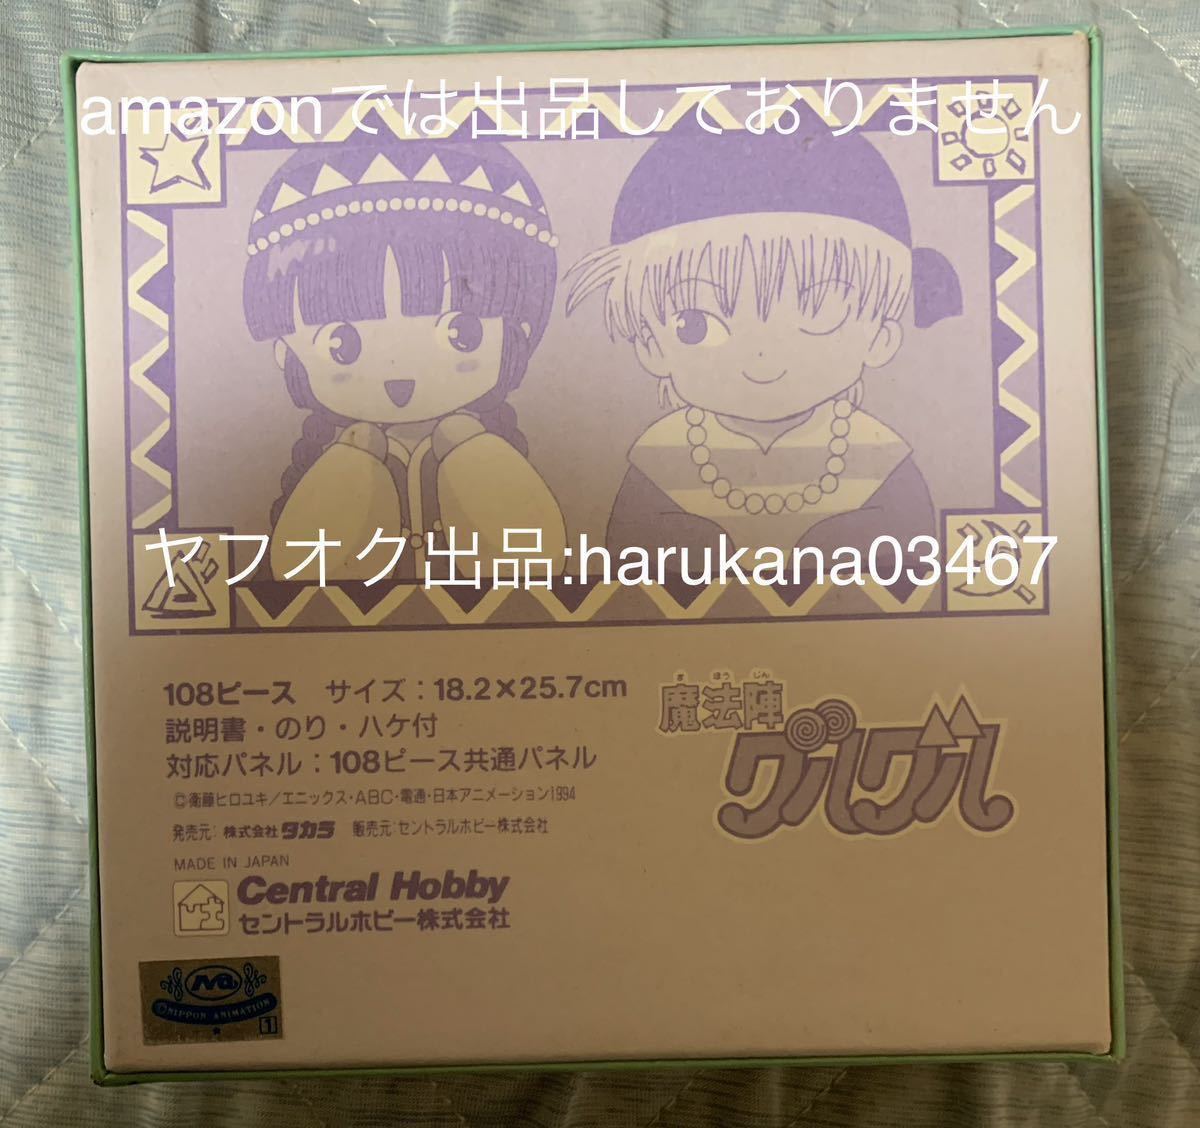 amazonでは出品しておりません
ヤフオク出品:harukana03467
108ピース サイズ:18.2×25.7cm
説明書・のり・ハケ付
対応パネル:108ピース共通パネル
©衛藤ヒロユキ/エニックス・ABC・電通・日本アニメーション1994
発売元:株式会社タカラ 販売元:セントラルホビー株式会社
MADE IN JAPAN
Central Hobby
セントラルホビー株式会社
ま ほう じん
魔法陣
グルグル
NA
©NIPPON ANIMATION
1